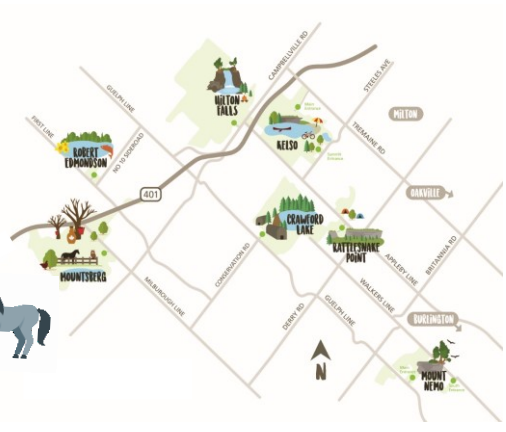 CAMPBELLVILLE RD
STEELES AVE
GUELPH LINE
HILTON
FALLS
MILTON
FIRST LINE
KELSO
TREMAINE RD
NO 10 SIDEROAD
ROBERT
EDMONDSON
401
OAKVILLE
CRAWFORD
LAKE
RATTLESNAKE
POINT
MOUNTSBERG
CONSERVATION RD
APPLEBY LINE
BRITANNIA RD
MILBOROUGH LINE
WALKERS LINE
DERRY RD
GUELPH LINE
BURLINGTON
N
MOUNT
NEMO